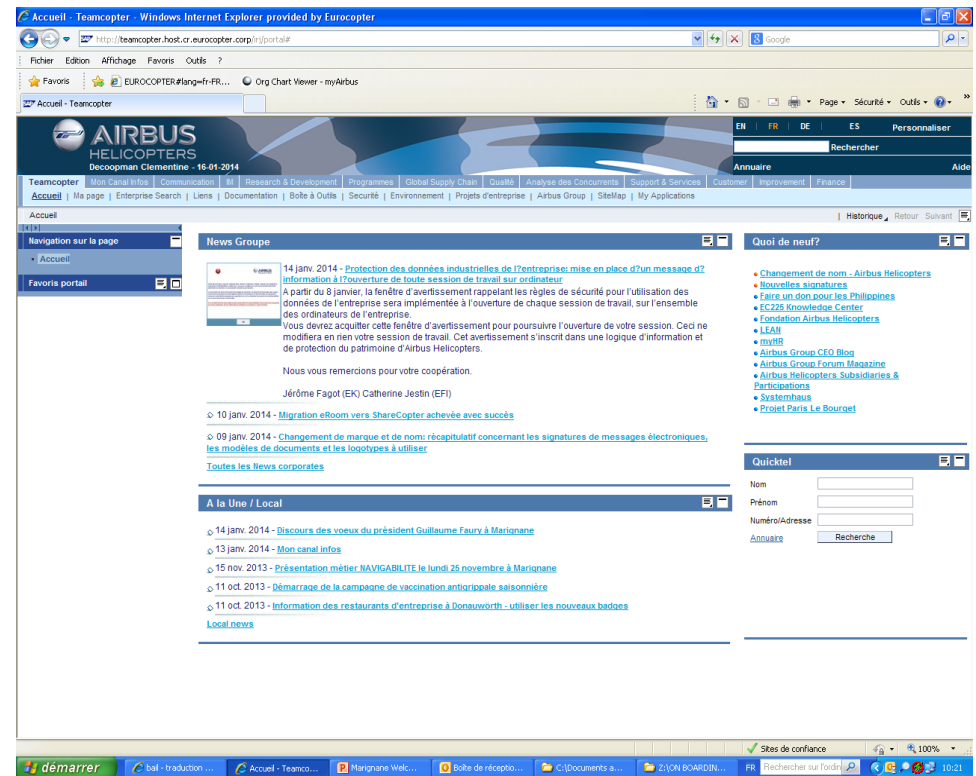 Accueil - Teamcopter - Windows Internet Explorer provided by Eurocopter
http://teamcopter.host.cr.eurocopter.corp/irj/portal#
Google
Fichier Edition Affichage Favoris Outils ?
Favoris EUROCOPTER#lang=fr-FR... Org Chart Viewer - myAirbus
Accueil - Teamcopter
Page Sécurité Outils »
AIRBUS
HELICOPTERS
Decoopman Clementine - 16-01-2014
EN | FR | DE | ES Personnaliser
Rechercher
Annuaire Aide
Teamcopter Mon Canal Infos Communication IM Research & Development Programmes Global Supply Chain Qualité Analyse des Concurrents Support & Services Customer Improvement Finance
Accueil | Ma page | Enterprise Search | Liens | Documentation | Boîte à Outils | Securité | Environnement | Projets d'entreprise | Airbus Group | SiteMap | My Applications
Accueil
| Historique Retour Suivant
Navigation sur la page
Accueil
Favoris portail
News Groupe
14 janv. 2014 - Protection des données industrielles de l?entreprise: mise en place d?un message d?
information à l?ouverture de toute session de travail sur ordinateur
A partir du 8 janvier, la fenêtre d'avertissement rappelant les règles de sécurité pour l'utilisation des
données de l'entreprise sera implémentée à l'ouverture de chaque session de travail, sur l'ensemble
des ordinateurs de l'entreprise.
Vous devrez acquitter cette fenêtre d'avertissement pour poursuivre l'ouverture de votre session. Ceci ne
modifiera en rien votre session de travail. Cet avertissement s'inscrit dans une logique d'information et
de protection du patrimoine d'Airbus Helicopters.
Nous vous remercions pour votre coopération.
Jérôme Fagot (EK) Catherine Jestin (EFI)
10 janv. 2014 - Migration eRoom vers ShareCopter achevée avec succès
09 janv. 2014 - Changement de marque et de nom: récapitulatif concernant les signatures de messages électroniques,
les modèles de documents et les logotypes à utiliser
Toutes les News corporates
A la Une / Local
14 janv. 2014 - Discours des voeux du président Guillaume Faury à Marignane
13 janv. 2014 - Mon canal infos
15 nov. 2013 - Présentation métier NAVIGABILITE le lundi 25 novembre à Marignane
11 oct. 2013 - Démarrage de la campagne de vaccination antigrippale saisonnière
11 oct. 2013 - Information des restaurants d'entreprise à Donauwörth - utiliser les nouveaux badges
Local news
Quoi de neuf?
Changement de nom - Airbus Helicopters
Nouvelles signatures
Faire un don pour les Philippines
EC225 Knowledge Center
Fondation Airbus Helicopters
LEAN
myHR
Airbus Group CEO Blog
Airbus Group Forum Magazine
Airbus Helicopters Subsidiaries &
Participations
Systemhaus
Projet Paris Le Bourget
Quicktel
Nom
Prénom
Numéro/Adresse
Annuaire Recherche
Sites de confiance 100%
démarrer bail - traduction ... Accueil - Teamco... Marignane Welc... Boîte de réceptio... C:\Documents a... Z:\ON BOARDIN... FR Rechercher sur l'ordin 10:21